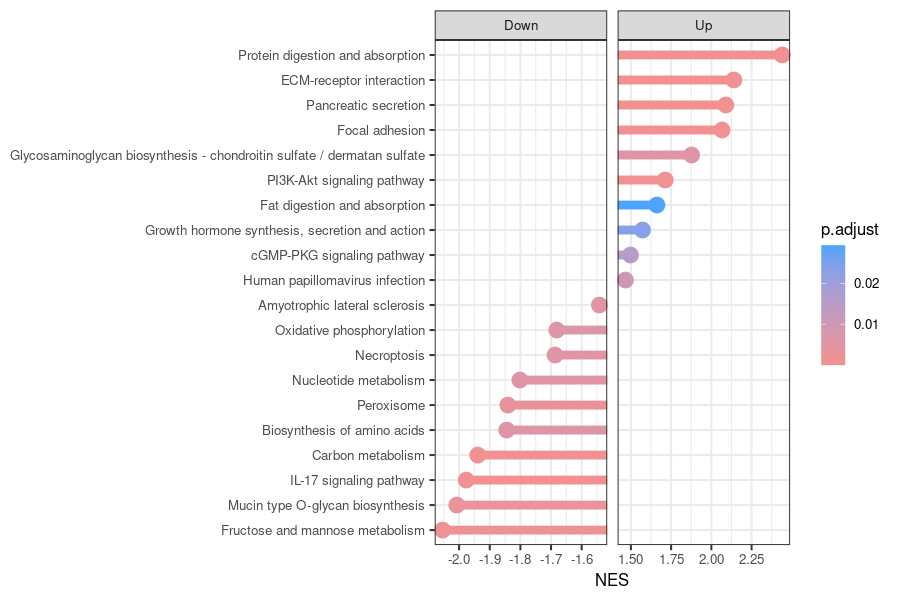 Down Up
Protein digestion and absorption
ECM-receptor interaction
Pancreatic secretion
Focal adhesion
Glycosaminoglycan biosynthesis - chondroitin sulfate / dermatan sulfate
PI3K-Akt signaling pathway
Fat digestion and absorption
Growth hormone synthesis, secretion and action
cGMP-PKG signaling pathway
Human papillomavirus infection
Amyotrophic lateral sclerosis
Oxidative phosphorylation
Necroptosis
Nucleotide metabolism
Peroxisome
Biosynthesis of amino acids
Carbon metabolism
IL-17 signaling pathway
Mucin type O-glycan biosynthesis
Fructose and mannose metabolism
-2.0 -1.9 -1.8 -1.7 -1.6 1.50 1.75 2.00 2.25
NES
p.adjust
0.02
0.01